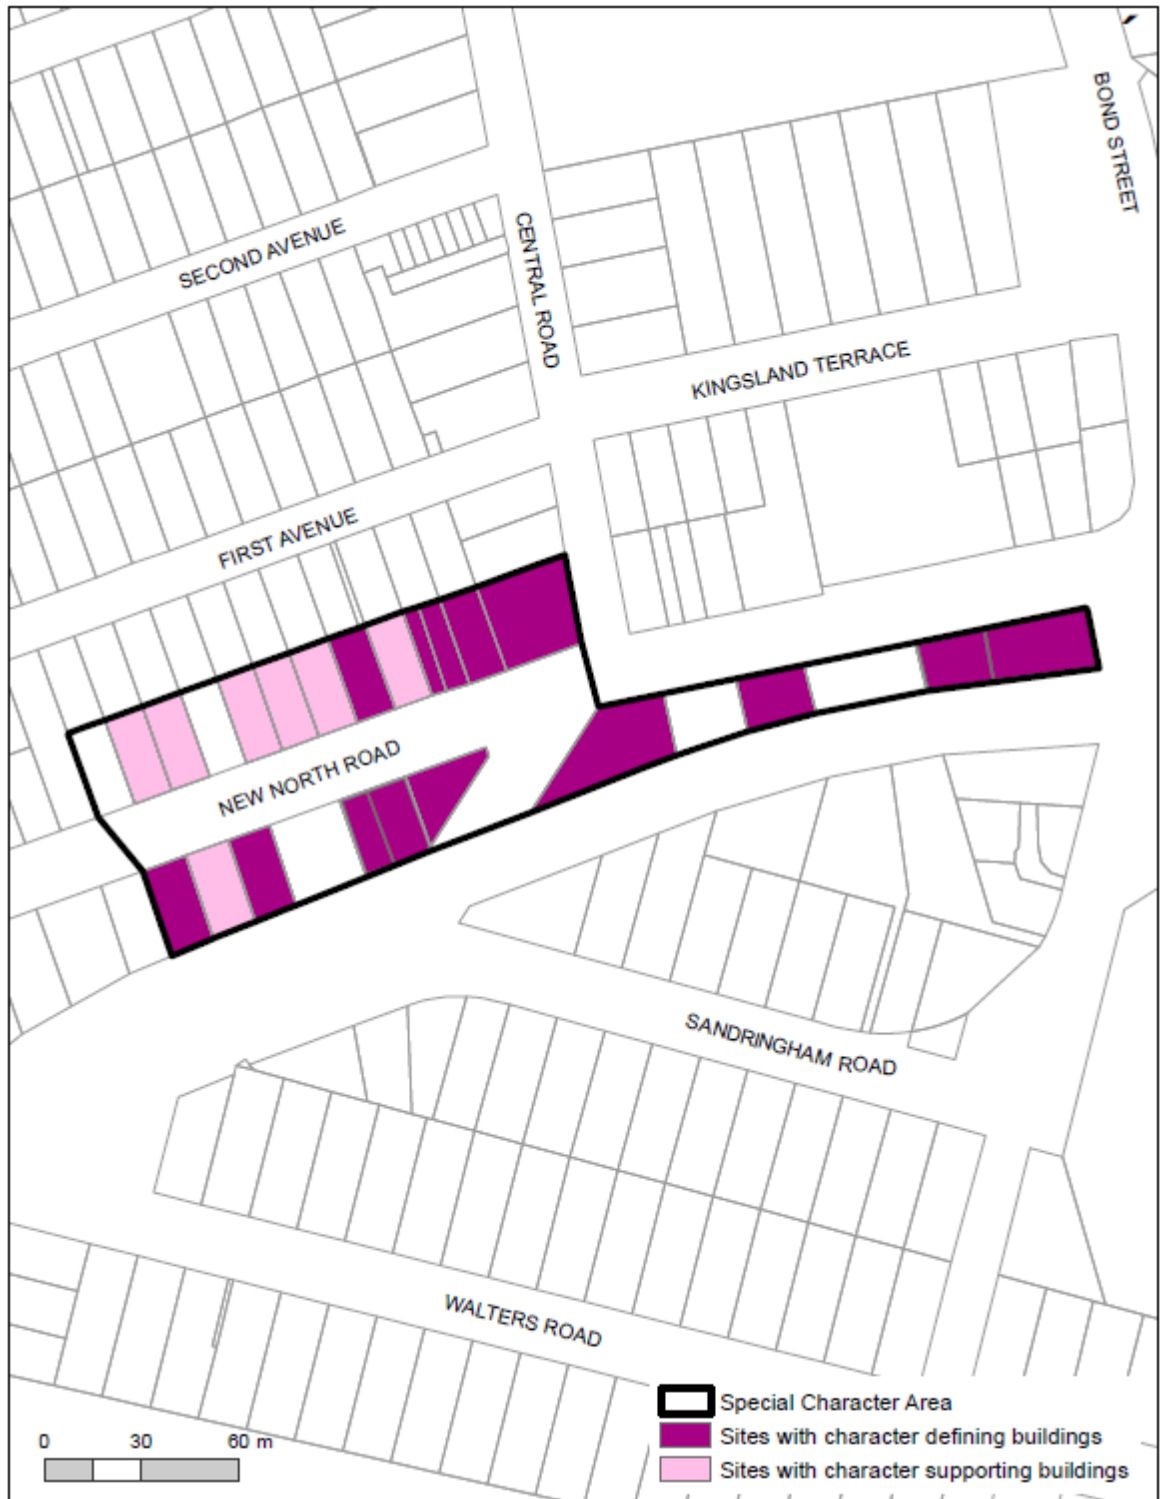 BOND STREET
SECOND AVENUE
CENTRAL ROAD
KINGSLAND TERRACE
FIRST AVENUE
NEW NORTH ROAD
SANDRINGHAM ROAD
WALTERS ROAD
Special Character Area
Sites with character defining buildings
Sites with character supporting buildings
0 30 60 m